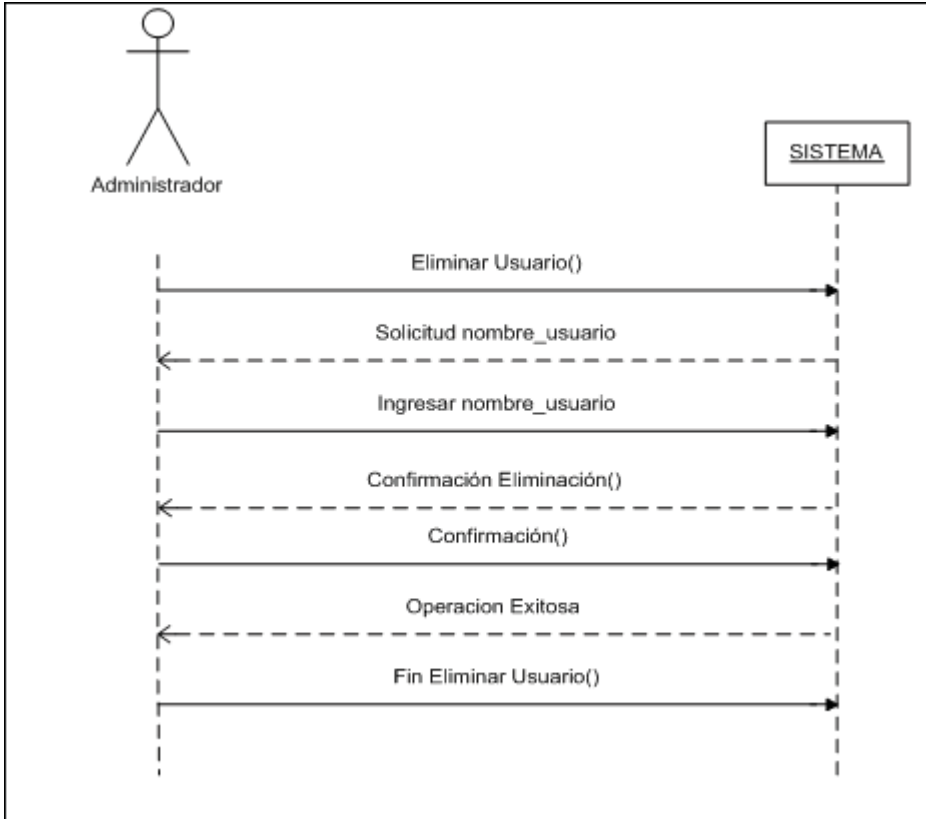 SISTEMA
Administrador
Eliminar Usuario()
Solicitud nombre_usuario
Ingresar nombre_usuario
Confirmación Eliminación()
Confirmación()
Operacion Exitosa
Fin Eliminar Usuario()